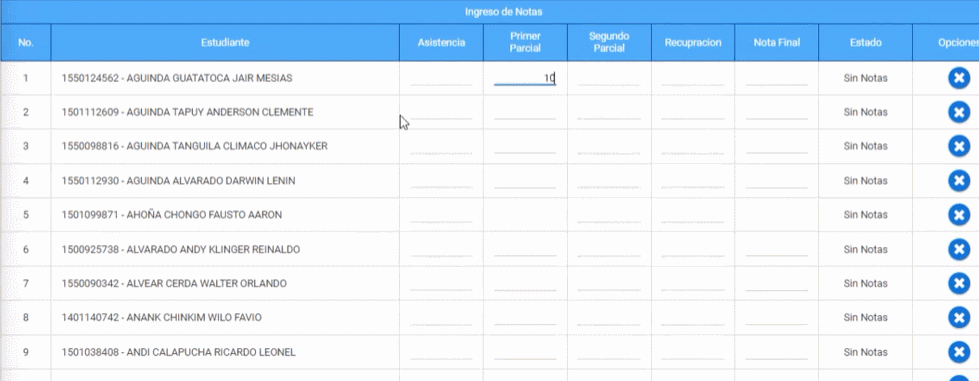 Ingreso de Notas
No. Estudiante Asistencia Primer Parcial Segundo Parcial Recupracion Nota Final Estado Opciones
1 1550124562 - AGUINDA GUATATOCA JAIR MESIAS 10 Sin Notas
2 1501112609 - AGUINDA TAPUY ANDERSON CLEMENTE Sin Notas
3 1550098816 - AGUINDA TANGUILA CLIMACO JHONAYKER Sin Notas
4 1550112930 - AGUINDA ALVARADO DARWIN LENIN Sin Notas
5 1501099871 - AHOÑA CHONGO FAUSTO AARON Sin Notas
6 1500925738 - ALVARADO ANDY KLINGER REINALDO Sin Notas
7 1550090342 - ALVEAR CERDA WALTER ORLANDO Sin Notas
8 1401140742 - ANANK CHINKIM WILO FAVIO Sin Notas
9 1501038408 - ANDI CALAPUCHA RICARDO LEONEL Sin Notas